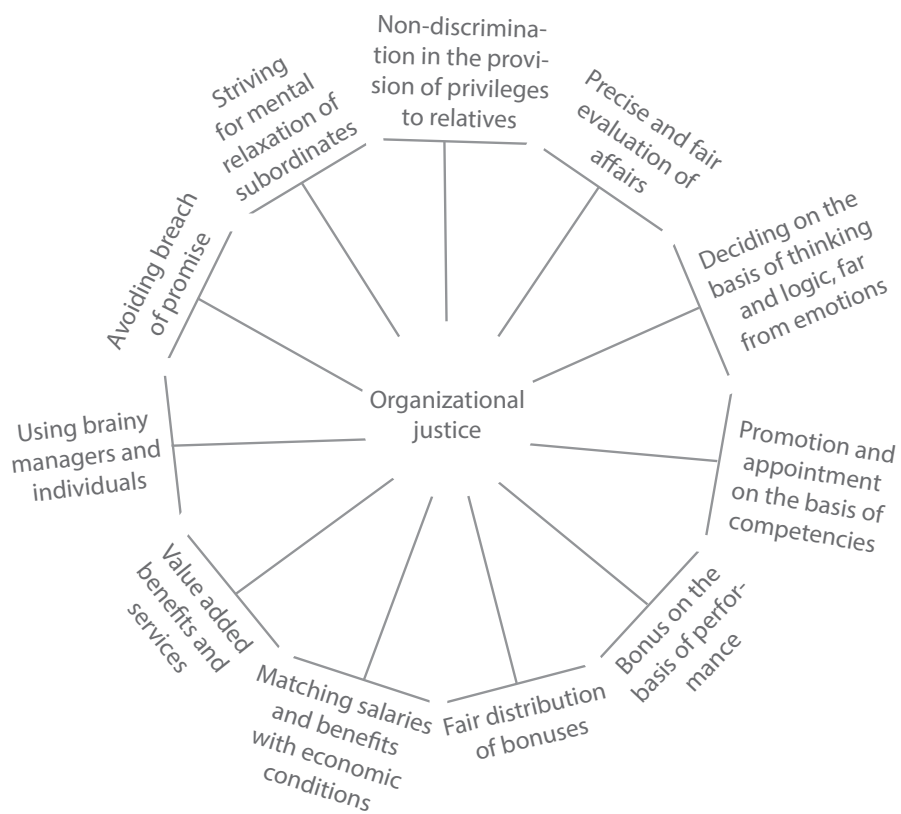 Non-discrimina-
tion in the provi-
sion of privileges
to relatives
Precise and fair
evaluation of
affairs
Deciding on the
basis of thinking
and logic, far
from emotions
Promotion and
appointment
on the basis of
competencies
Bonus on the
basis of perfor-
mance
Fair distribution
of bonuses
Matching salaries
and benefits
with economic
conditions
Value added
benefits and
services
Using brainy
managers and
individuals
Avoiding breach
of promise
Striving
for mental
relaxation of
subordinates
Organizational
justice